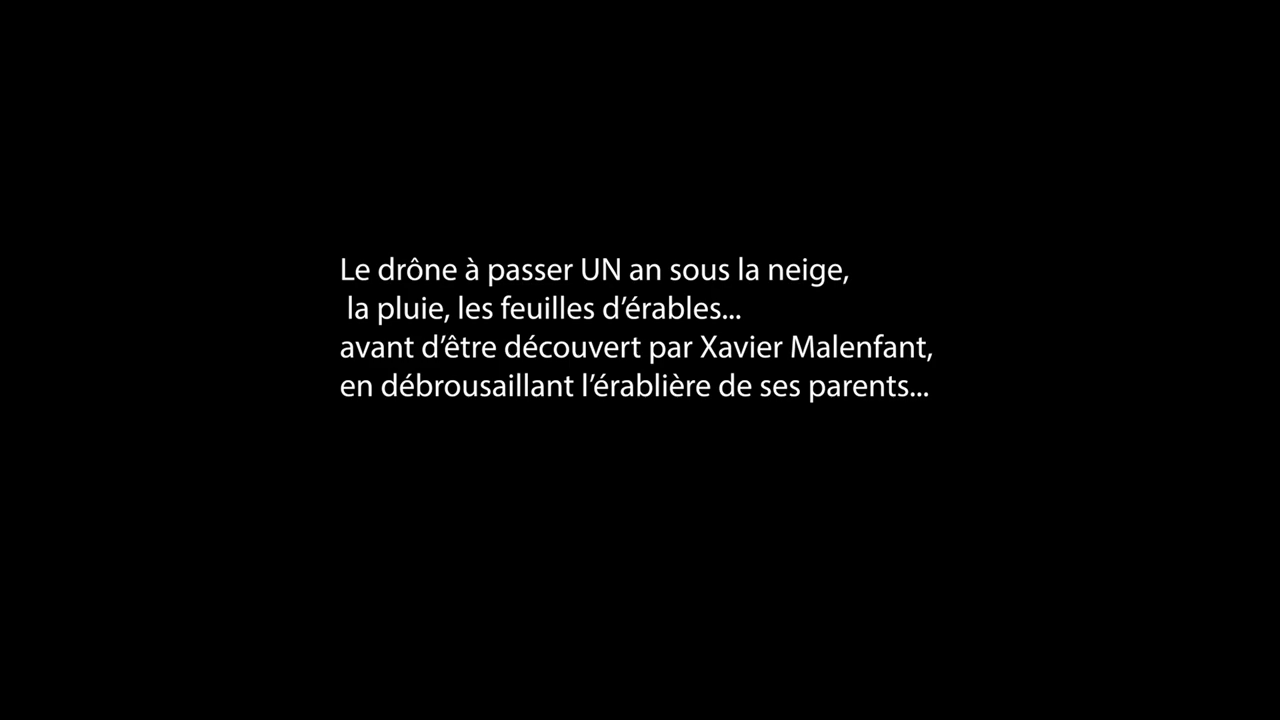 Le drône à passer UN an sous la neige,
la pluie, les feuilles d’érables...
avant d’être découvert par Xavier Malenfant,
en débrousaillant l’érablière de ses parents...